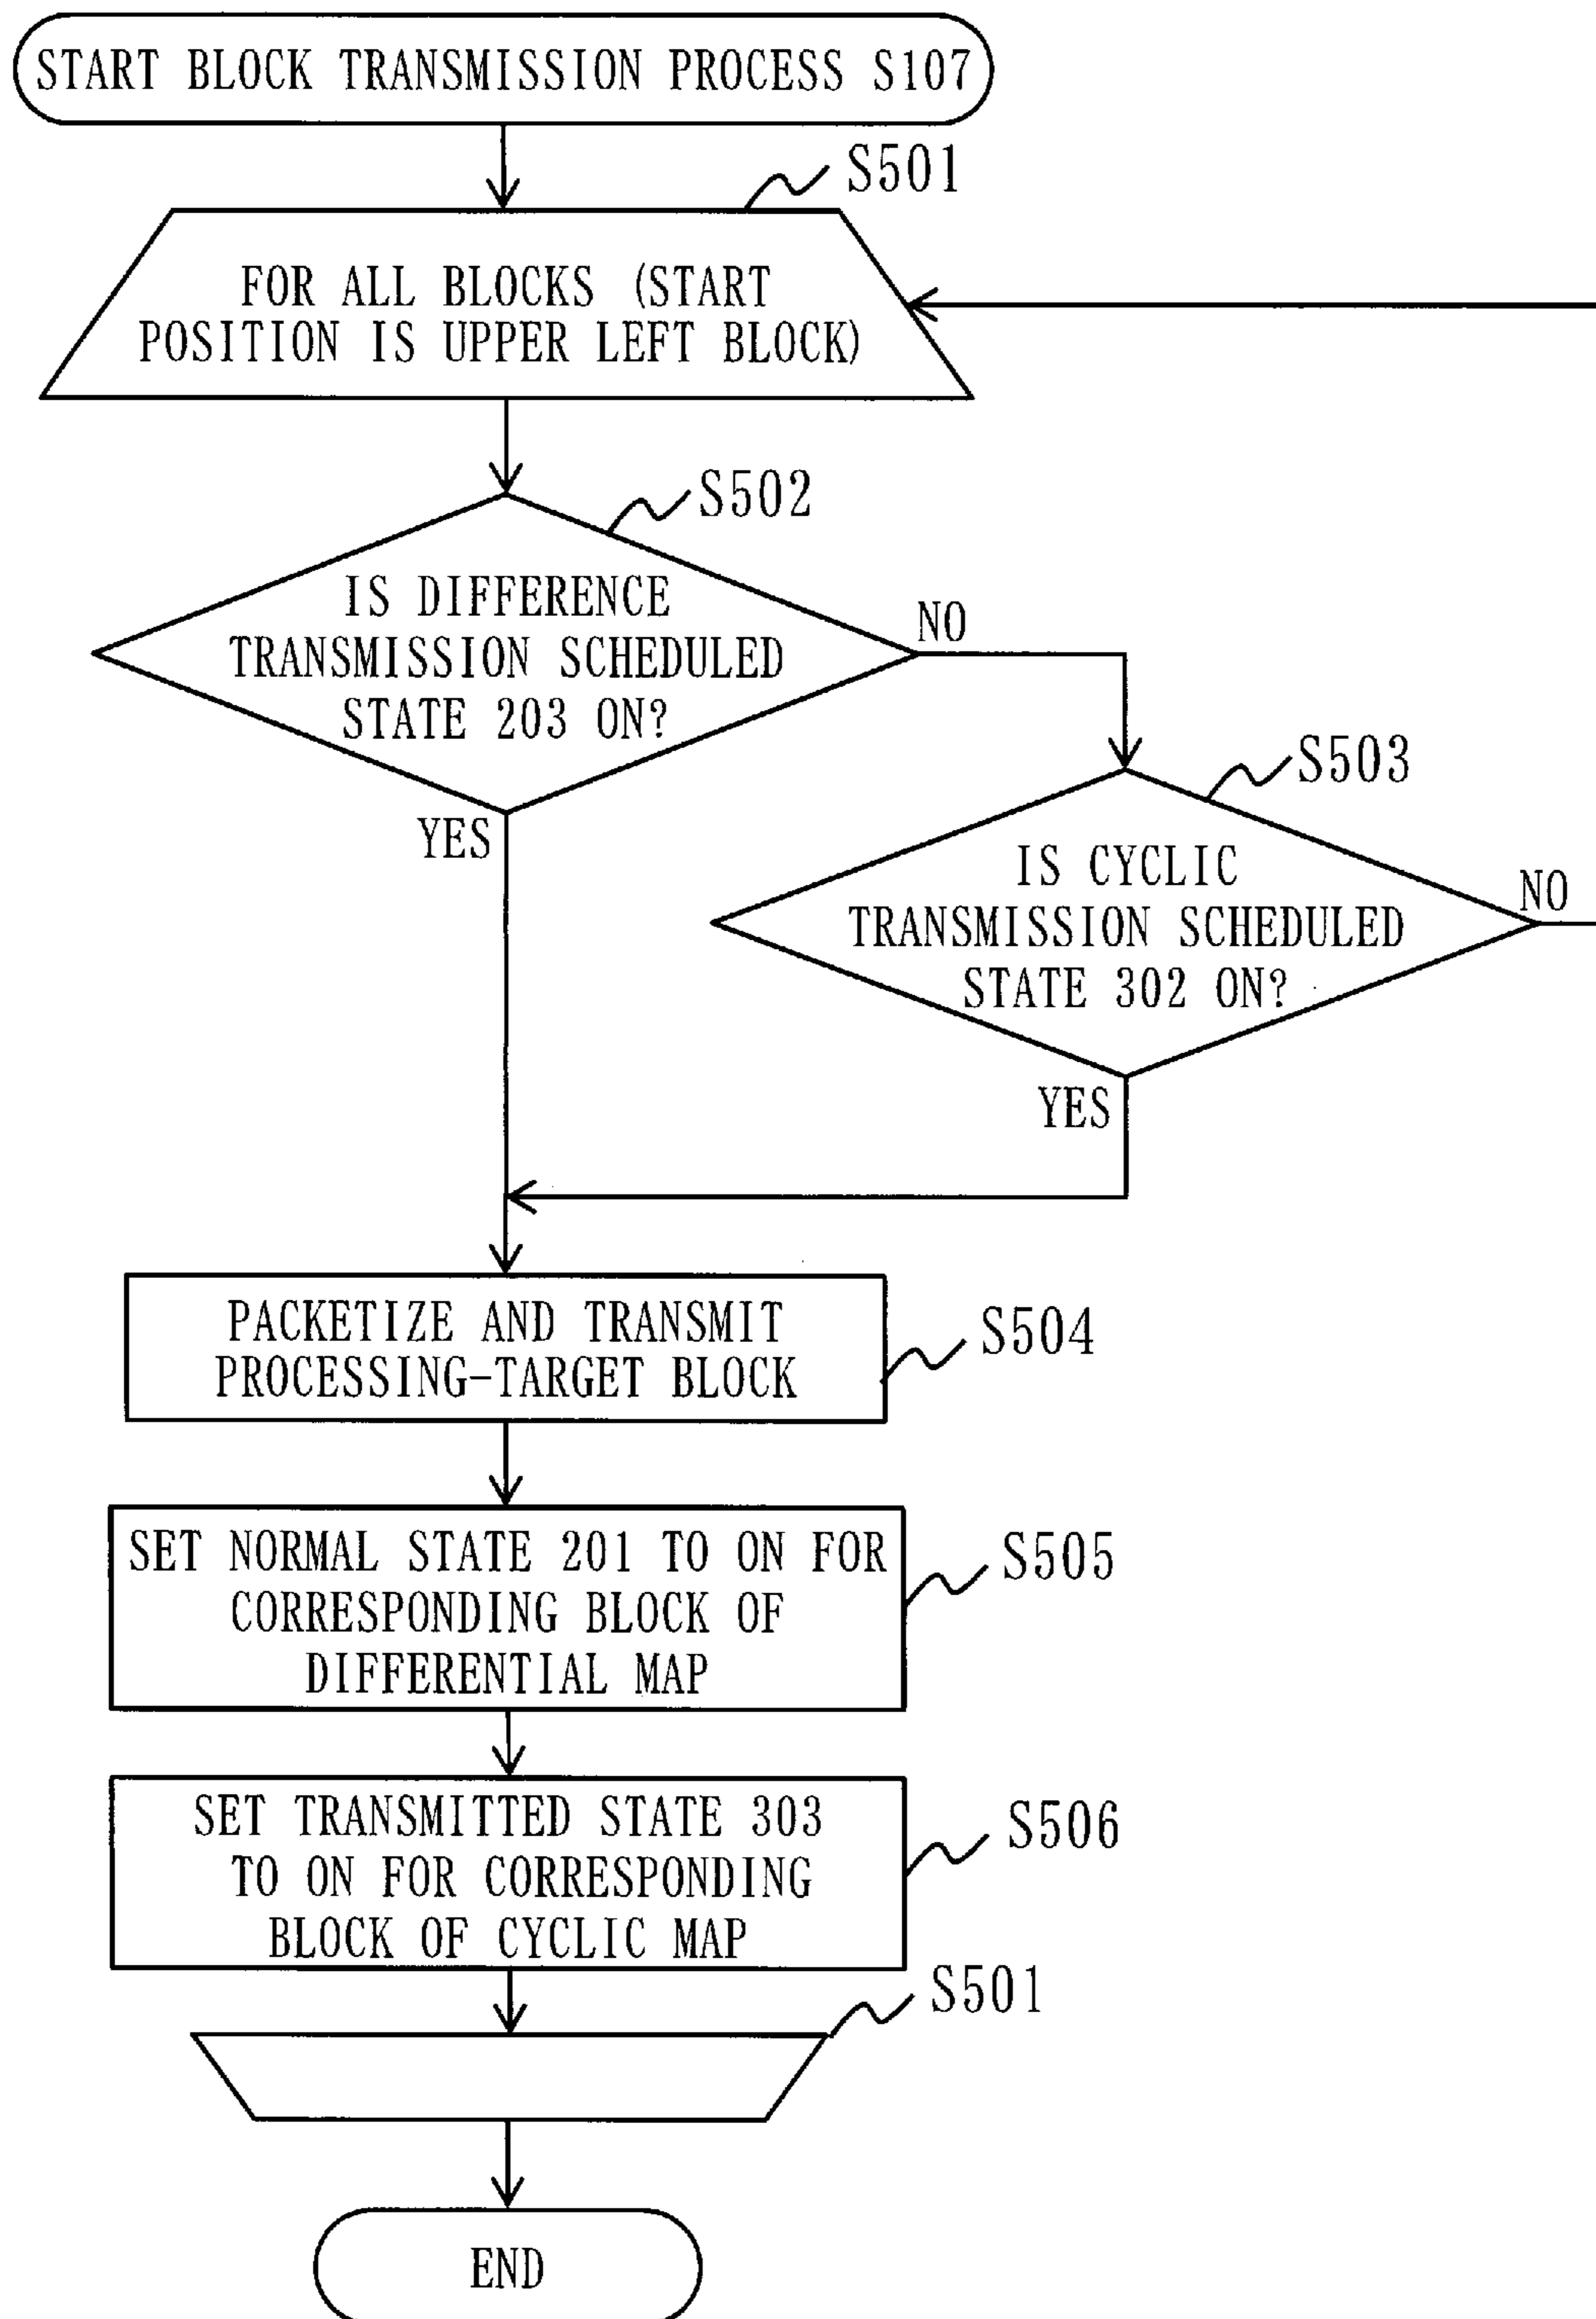 START BLOCK TRANSMISSION PROCESS S107
S501
FOR ALL BLOCKS (START
POSITION IS UPPER LEFT BLOCK)
S502
IS DIFFERENCE
TRANSMISSION SCHEDULED
STATE 203 ON?
NO
YES
S503
IS CYCLIC
TRANSMISSION SCHEDULED
STATE 302 ON?
NO
YES
PACKETIZE AND TRANSMIT
PROCESSING-TARGET BLOCK
S504
SET NORMAL STATE 201 TO ON FOR
CORRESPONDING BLOCK OF
DIFFERENTIAL MAP
S505
SET TRANSMITTED STATE 303
TO ON FOR CORRESPONDING
BLOCK OF CYCLIC MAP
S506
S501
END